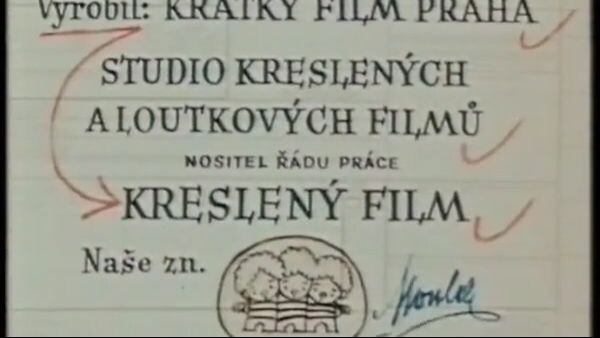 Vyrobil: KRÁTKÝ FILM PRAHA
STUDIO KRESLENÝCH
A LOUTKOVÝCH FILMŮ
NOSITEL ŘÁDU PRÁCE
KRESLENÝ FILM
Naše zn.